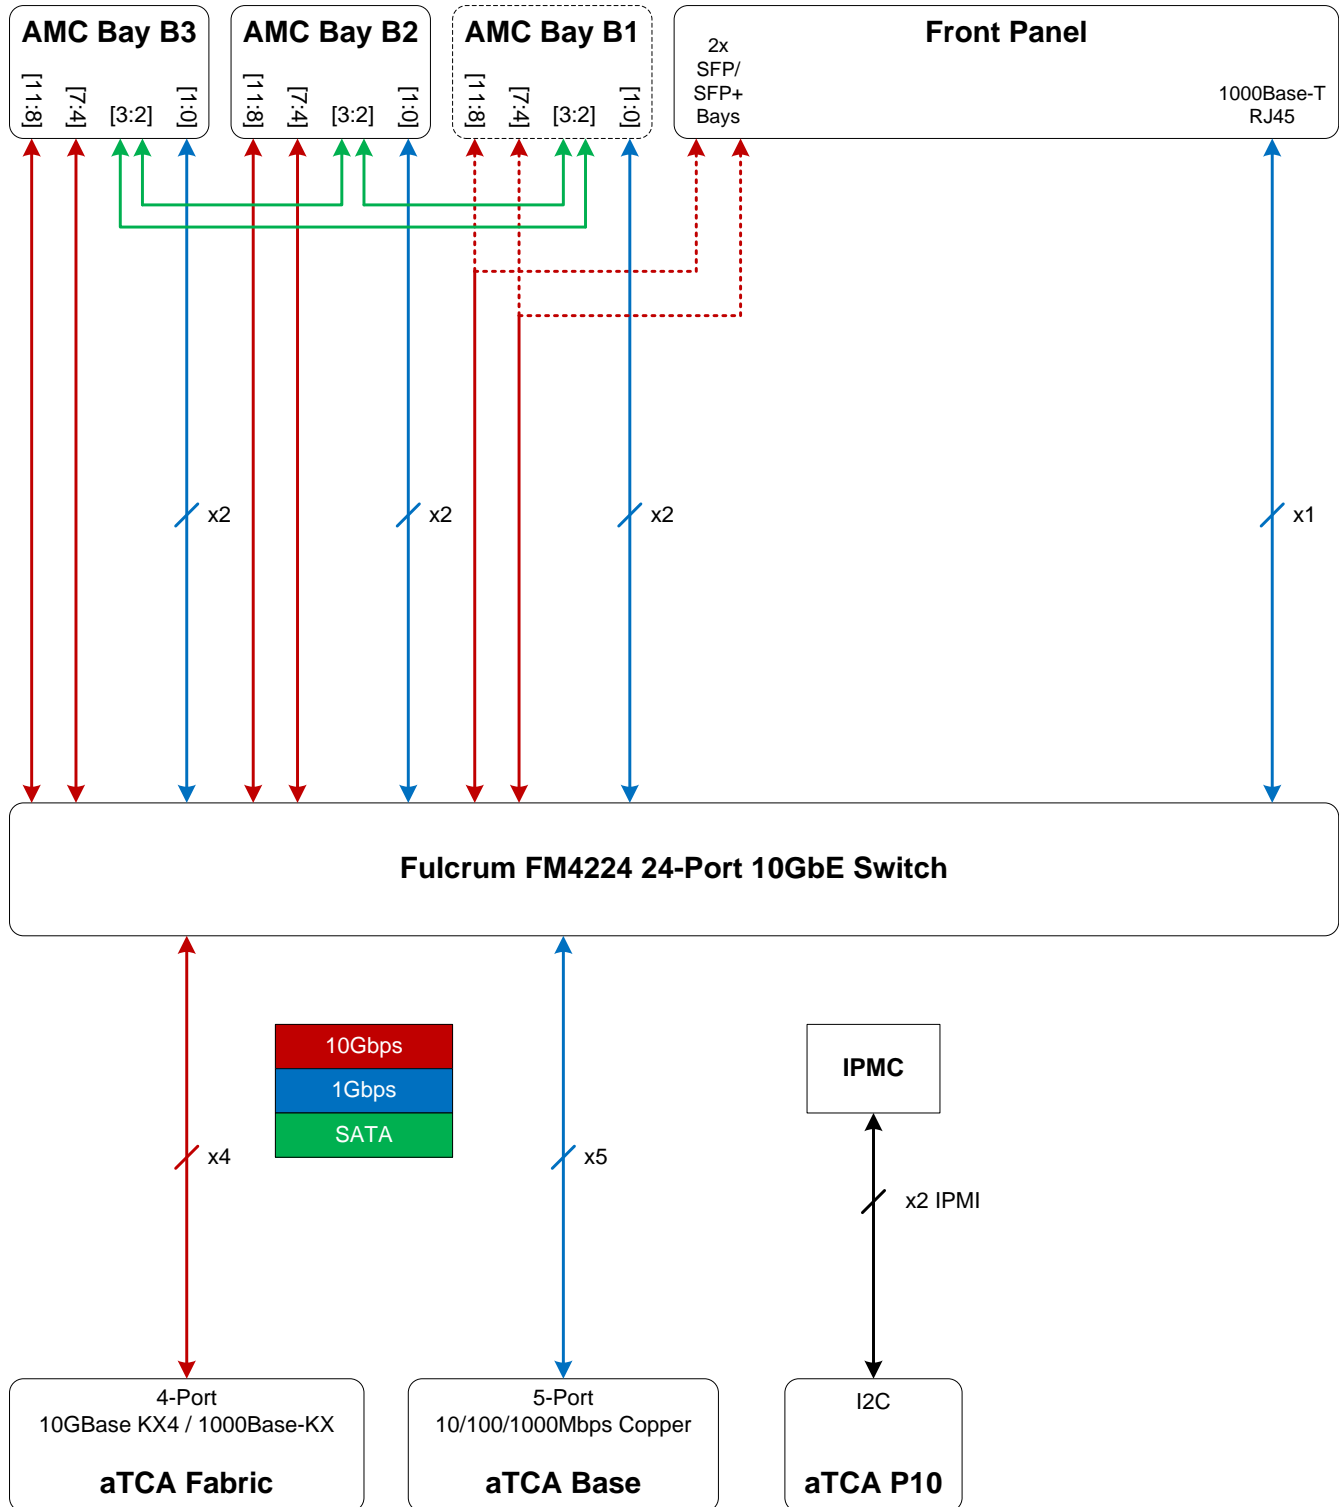 AMC Bay B3
[11:8]
[7:4]
[3:2]
[1:0]
AMC Bay B2
[11:8]
[7:4]
[3:2]
[1:0]
AMC Bay B1
[11:8]
[7:4]
[3:2]
[1:0]
Front Panel
2x
SFP/
SFP+
Bays
1000Base-T
RJ45
x2
x2
x2
x1
Fulcrum FM4224 24-Port 10GbE Switch
10Gbps
1Gbps
SATA
IPMC
x4
x5
x2 IPMI
4-Port
10GBase KX4 / 1000Base-KX
aTCA Fabric
5-Port
10/100/1000Mbps Copper
aTCA Base
I2C
aTCA P10